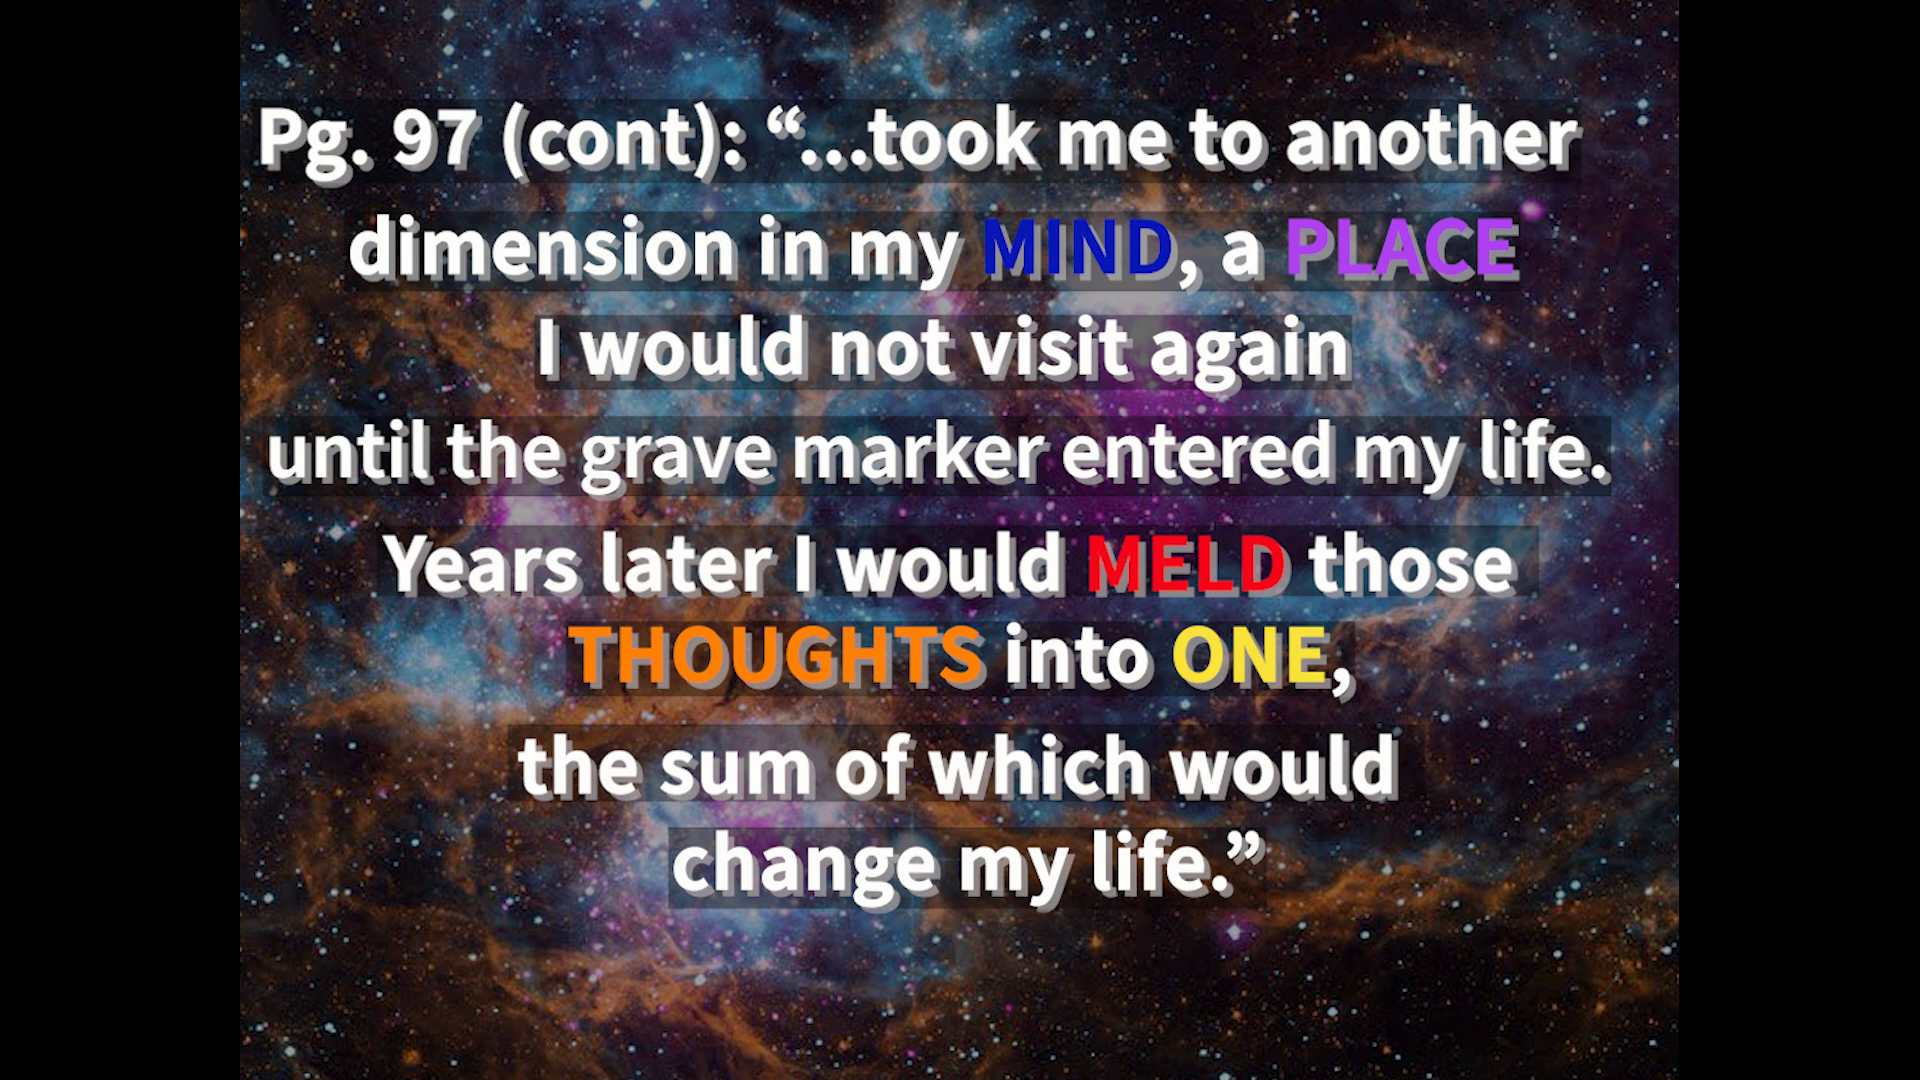 Pg. 97 (cont): “...took me to another
dimension in my MIND, a PLACE
I would not visit again
until the grave marker entered my life.
Years later I would MELD those
THOUGHTS into ONE,
the sum of which would
change my life.”